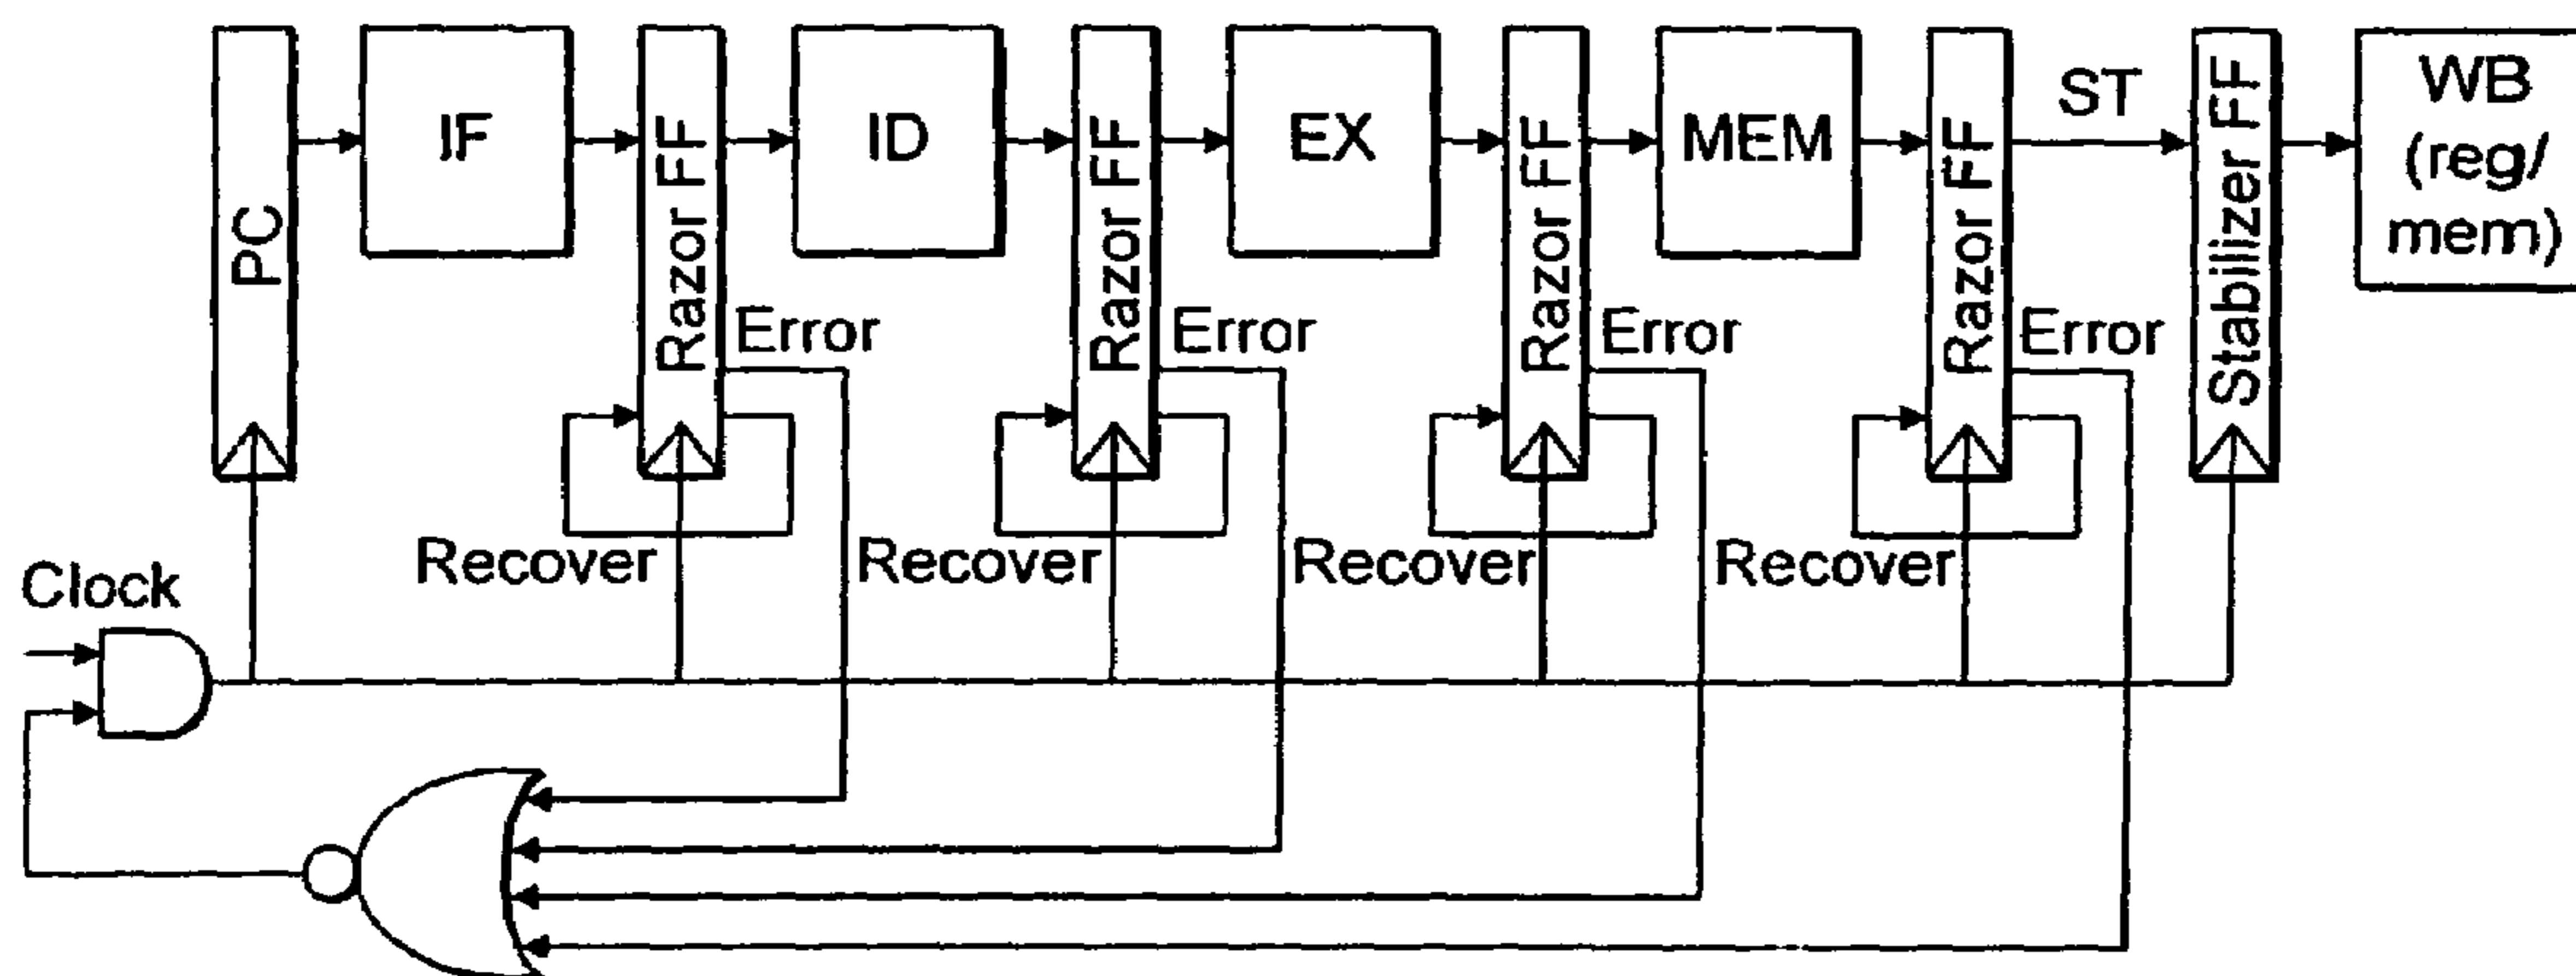 PC
IF
Razor FF
ID
Razor FF
EX
Razor FF
MEM
Razor FF
ST
Stabilizer FF
WB
(reg/
mem)
Error
Error
Error
Error
Recover
Recover
Recover
Recover
Clock